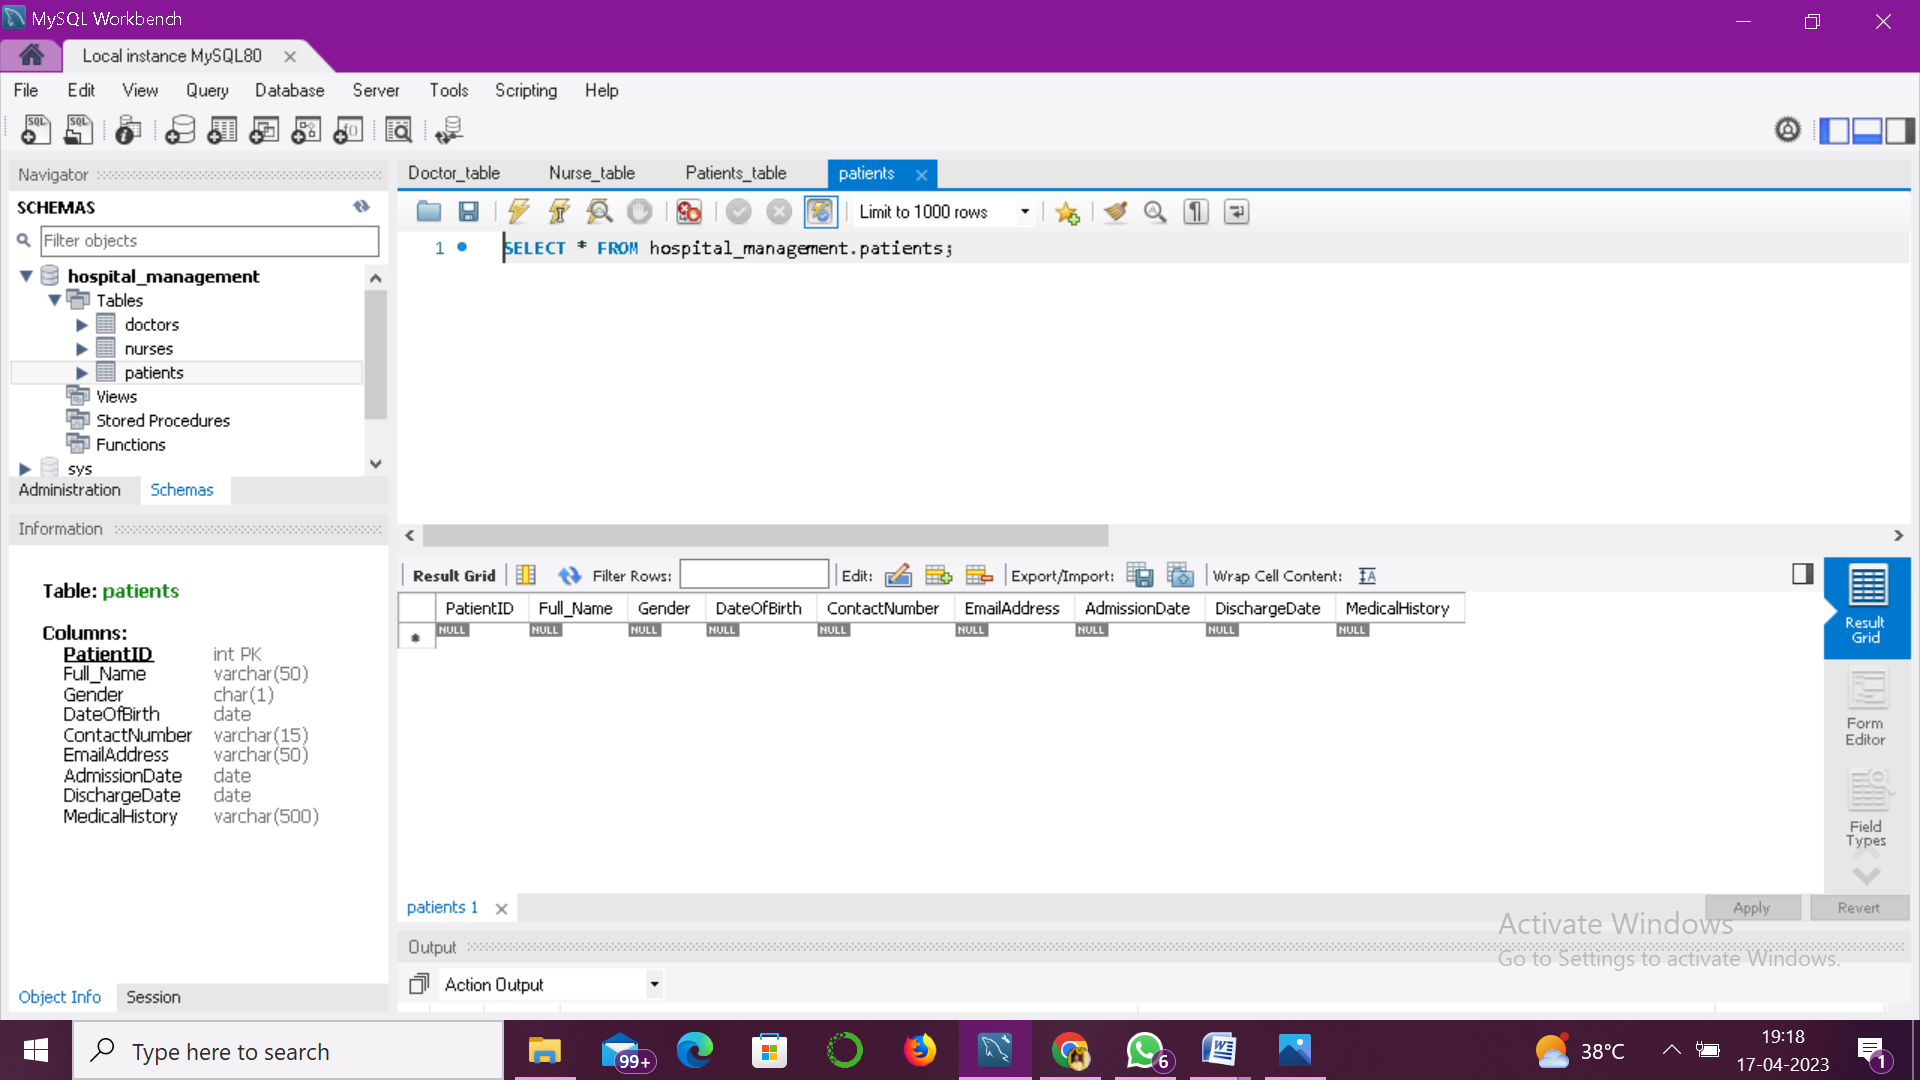 MySQL Workbench
Local instance MySQL80
File Edit View Query Database Server Tools Scripting Help
Navigator
SCHEMAS
Filter objects
hospital_management
Tables
doctors
nurses
patients
Views
Stored Procedures
Functions
sys
Administration Schemas
Information
Table: patients
Columns:
PatientID int PK
Full_Name varchar(50)
Gender char(1)
DateOfBirth date
ContactNumber varchar(15)
EmailAddress varchar(50)
AdmissionDate date
DischargeDate date
MedicalHistory varchar(500)
Object Info Session
Doctor_table Nurse_table Patients_table patients
Limit to 1000 rows
1 SELECT * FROM hospital_management.patients;
Result Grid Filter Rows: Edit: Export/Import: Wrap Cell Content:
PatientID Full_Name Gender DateOfBirth ContactNumber EmailAddress AdmissionDate DischargeDate MedicalHistory
NULL NULL NULL NULL NULL NULL NULL NULL NULL
Result
Grid
Form
Editor
Field
Types
patients 1
Apply Revert
Output
Action Output
Activate Windows
Go to Settings to activate Windows.
Type here to search
99+
6
38°C
19:18
17-04-2023
1